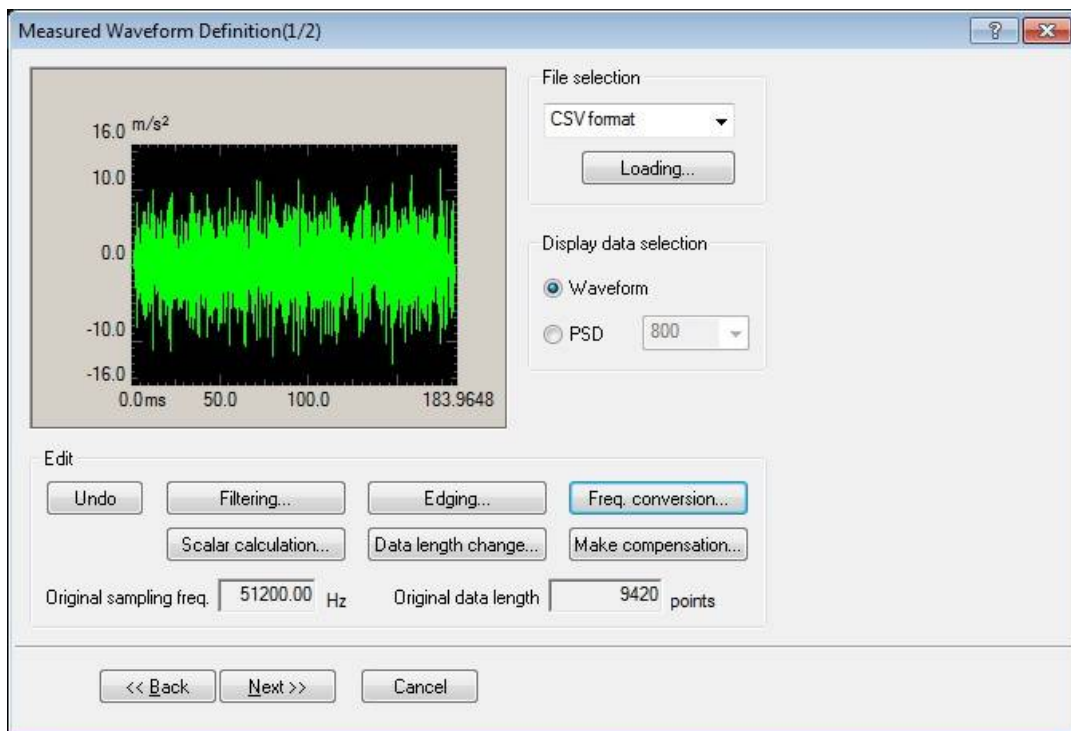 Measured Waveform Definition(1/2)
16.0 m/s²
10.0
0.0
-10.0
-16.0
0.0ms 50.0 100.0 183.9648
File selection
CSV format
Loading...
Display data selection
Waveform
PSD 800
Edit
Undo Filtering... Edging... Freq. conversion...
Scalar calculation... Data length change... Make compensation...
Original sampling freq. 51200.00 Hz Original data length 9420 points
<< Back Next >> Cancel